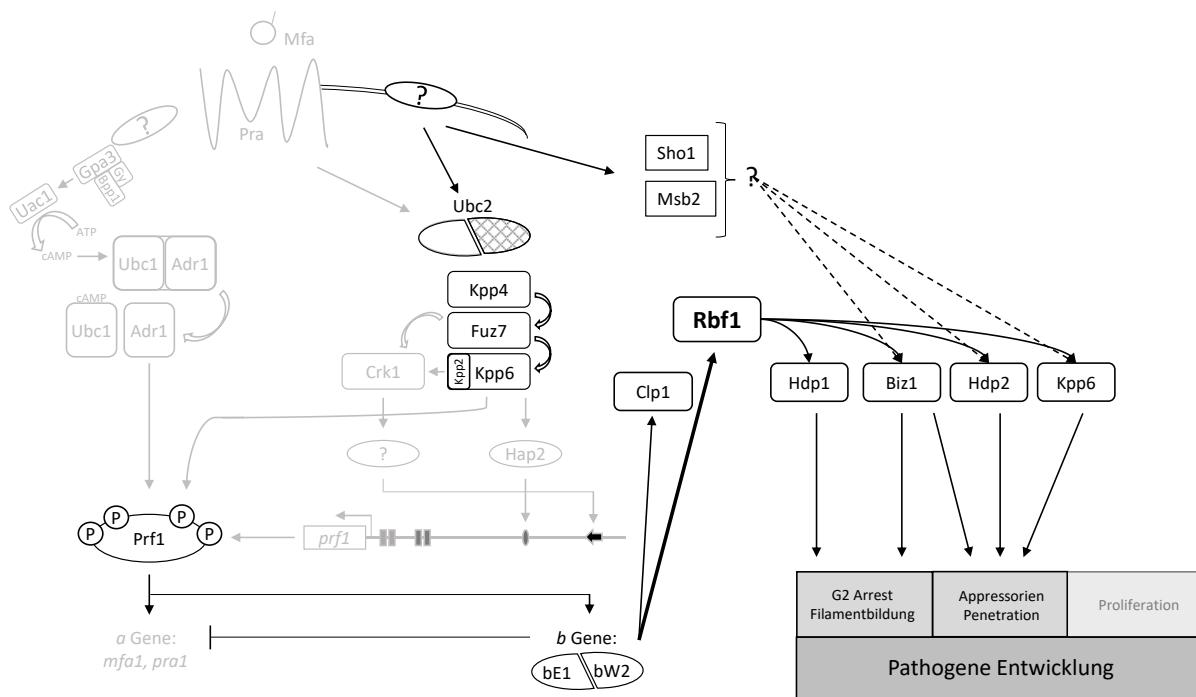 Mfa
?
Pra
?
Gpa3
Gγ
Bpp1
Uac1
ATP
cAMP
Ubc1
Adr1
cAMP
Ubc1
Adr1
Ubc2
Sho1
Msb2
?
Kpp4
Fuz7
Kpp2
Kpp6
Crk1
?
Hap2
Rbf1
Clp1
Hdp1
Biz1
Hdp2
Kpp6
P
P
P
P
Prf1
prf1
a Gene:
mfa1, pra1
b Gene:
bE1
bW2
G2 Arrest
Filamentbildung
Appressorien
Penetration
Proliferation
Pathogene Entwicklung